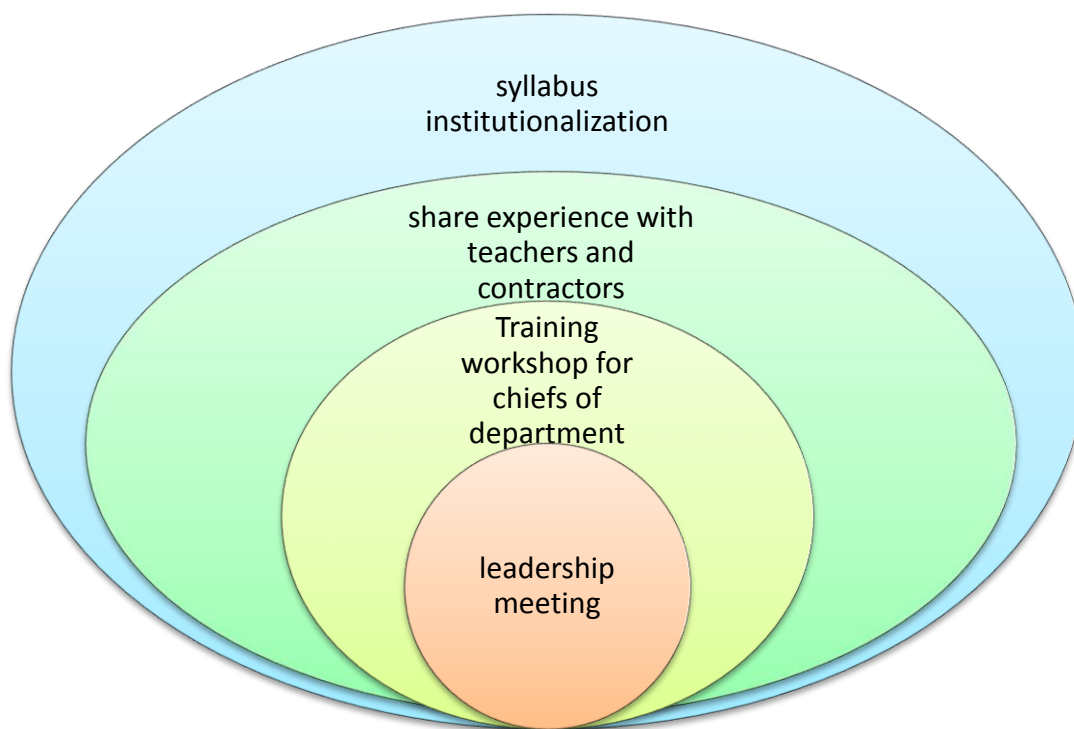 syllabus
institutionalization
share experience with
teachers and
contractors
Training
workshop for
chiefs of
department
leadership
meeting